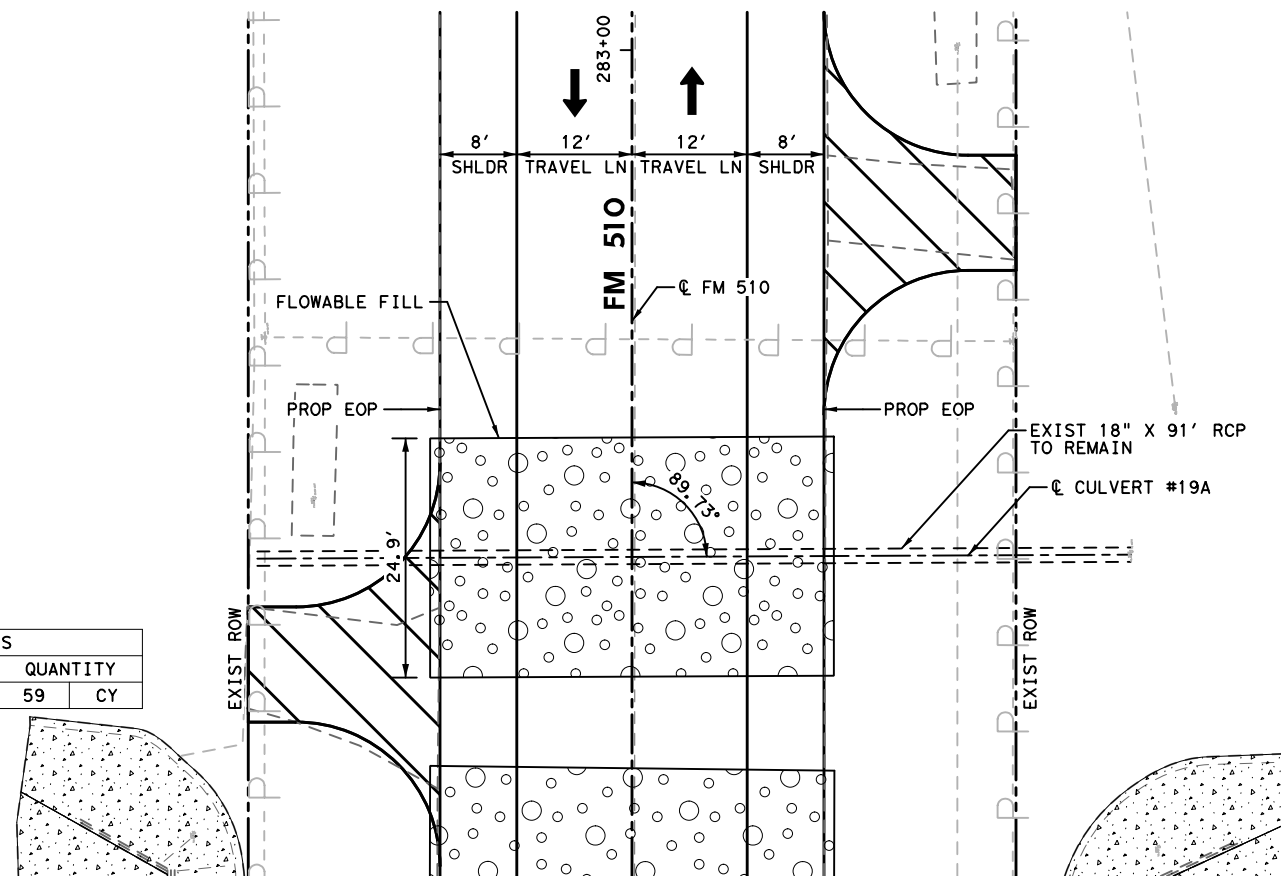 283+00
8' 12' 12' 8'
SHLDR TRAVEL LN TRAVEL LN SHLDR
FM 510
℄ FM 510
FLOWABLE FILL
P P P P P P P P
PROP EOP
PROP EOP
EXIST 18" X 91' RCP
TO REMAIN
℄ CULVERT #19A
89.73°
24.9'
EXIST ROW
EXIST ROW
S
QUANTITY
59 CY